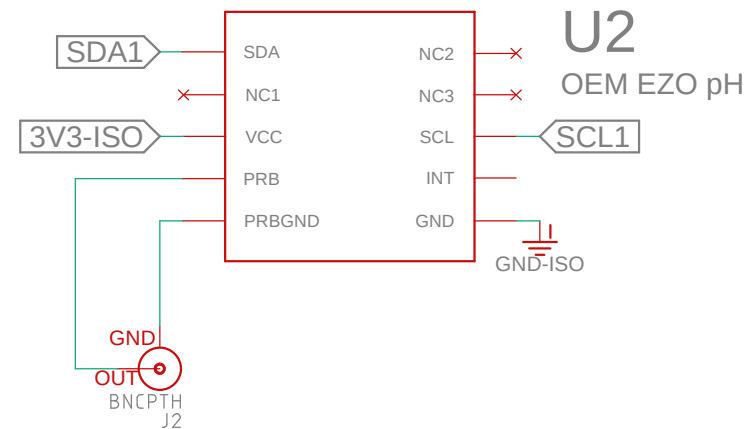 U2
OEM EZO pH
SDA1
SDA
NC2
NC1
NC3
3V3-ISO
VCC
SCL
SCL1
PRB
INT
PRBGND
GND
GND-ISO
GND
OUT
BNCPTH
J2